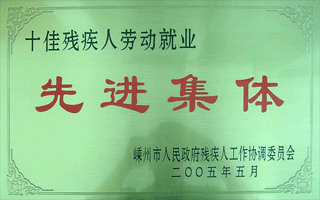 十佳残疾人劳动就业
先进集体
嵊州市人民政府残疾人工作协调委员会
二〇〇五年五月